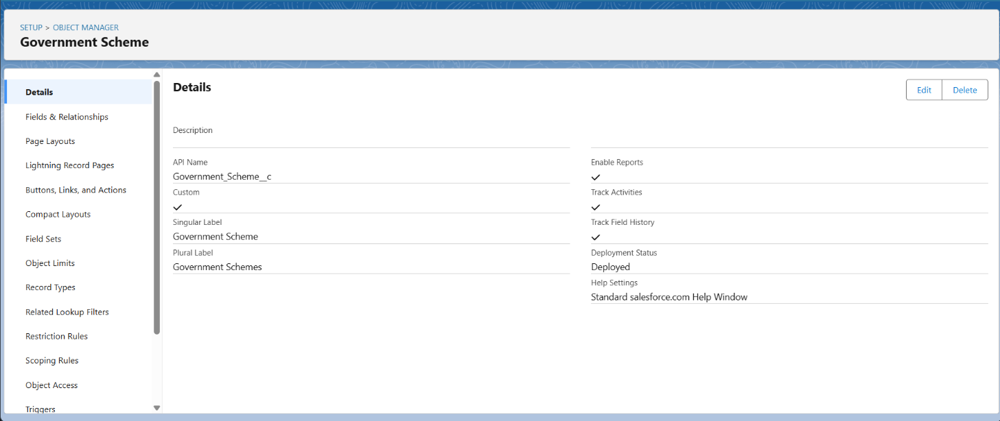 SETUP > OBJECT MANAGER
Government Scheme
Details
Fields & Relationships
Page Layouts
Lightning Record Pages
Buttons, Links, and Actions
Compact Layouts
Field Sets
Object Limits
Record Types
Related Lookup Filters
Restriction Rules
Scoping Rules
Object Access
Triggers
Details
Edit
Delete
Description
API Name
Government_Scheme__c
Custom
Singular Label
Government Scheme
Plural Label
Government Schemes
Enable Reports
Track Activities
Track Field History
Deployment Status
Deployed
Help Settings
Standard salesforce.com Help Window